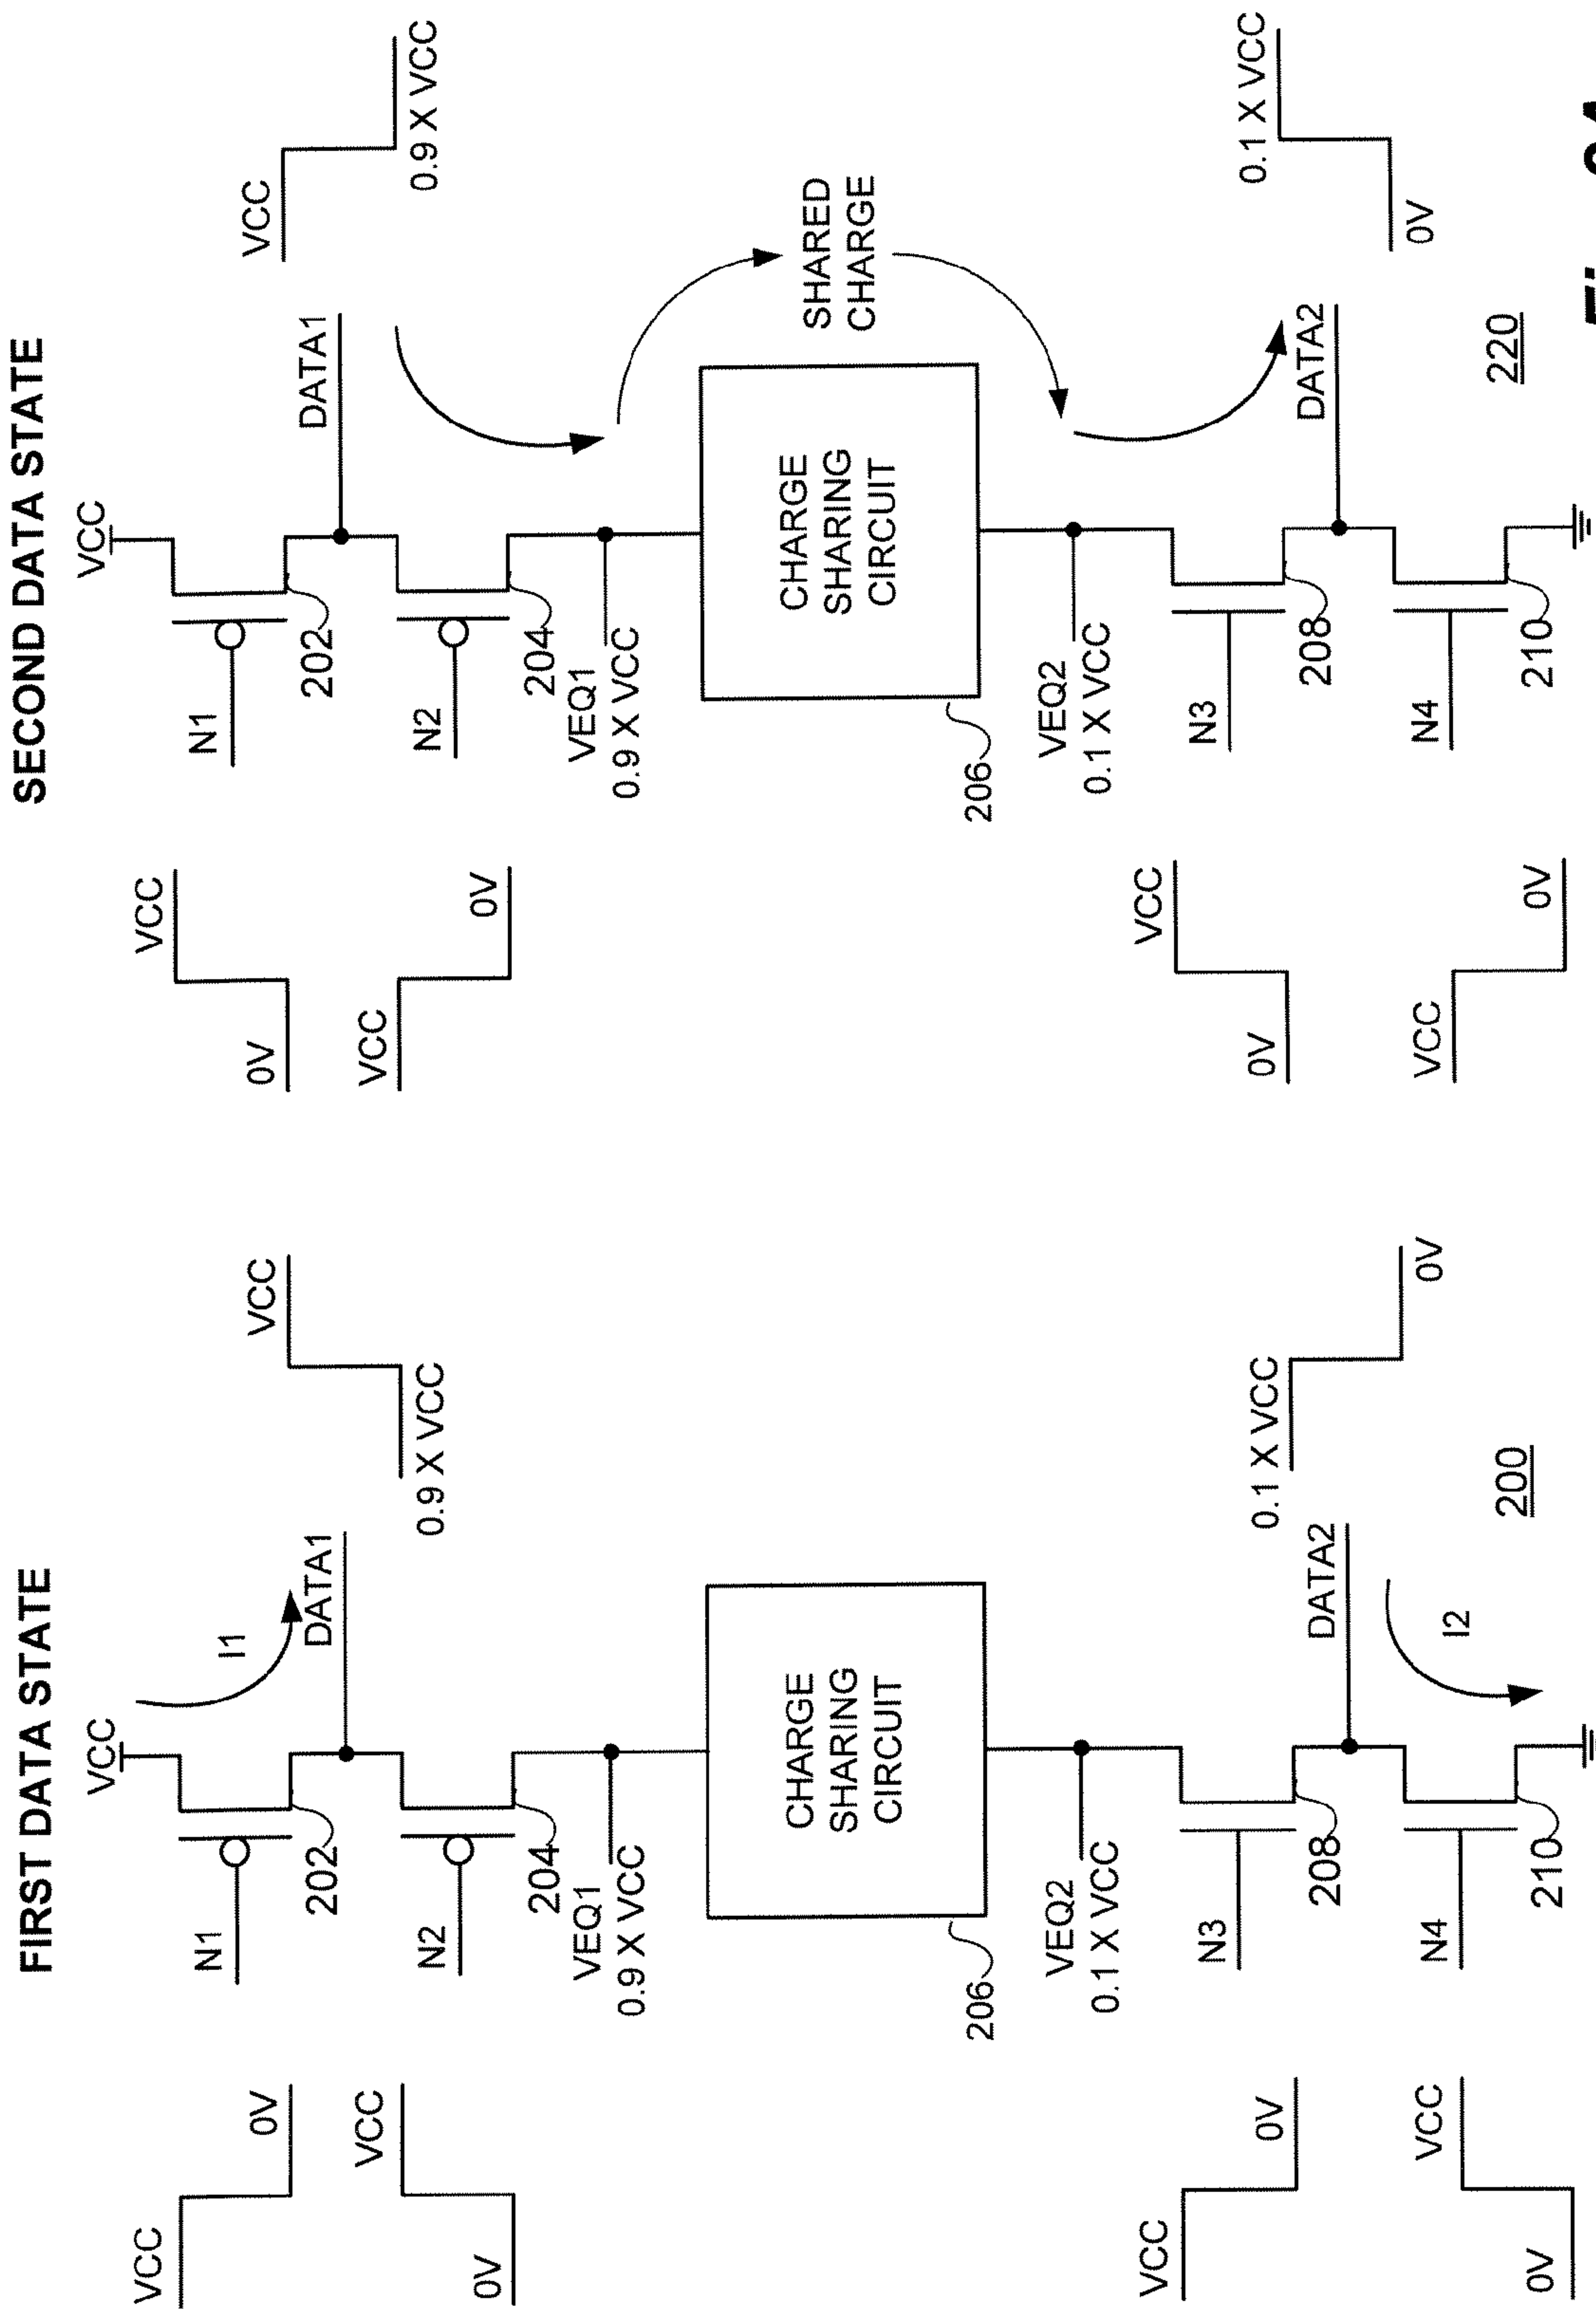 FIRST DATA STATE
VCC
0V
VCC
0V
N1
202
VCC
I1
DATA1
VCC
0.9 X VCC
N2
204
VEQ1
0.9 X VCC
CHARGE
SHARING
CIRCUIT
206
VEQ2
0.1 X VCC
VCC
0V
VCC
0V
N3
208
DATA2
0.1 X VCC
0V
N4
210
I2
200
SECOND DATA STATE
VCC
0V
VCC
0V
N1
202
VCC
DATA1
VCC
0.9 X VCC
N2
204
VEQ1
0.9 X VCC
CHARGE
SHARING
CIRCUIT
SHARED
CHARGE
206
VEQ2
0.1 X VCC
VCC
0V
VCC
0V
N3
208
DATA2
0.1 X VCC
0V
N4
210
220